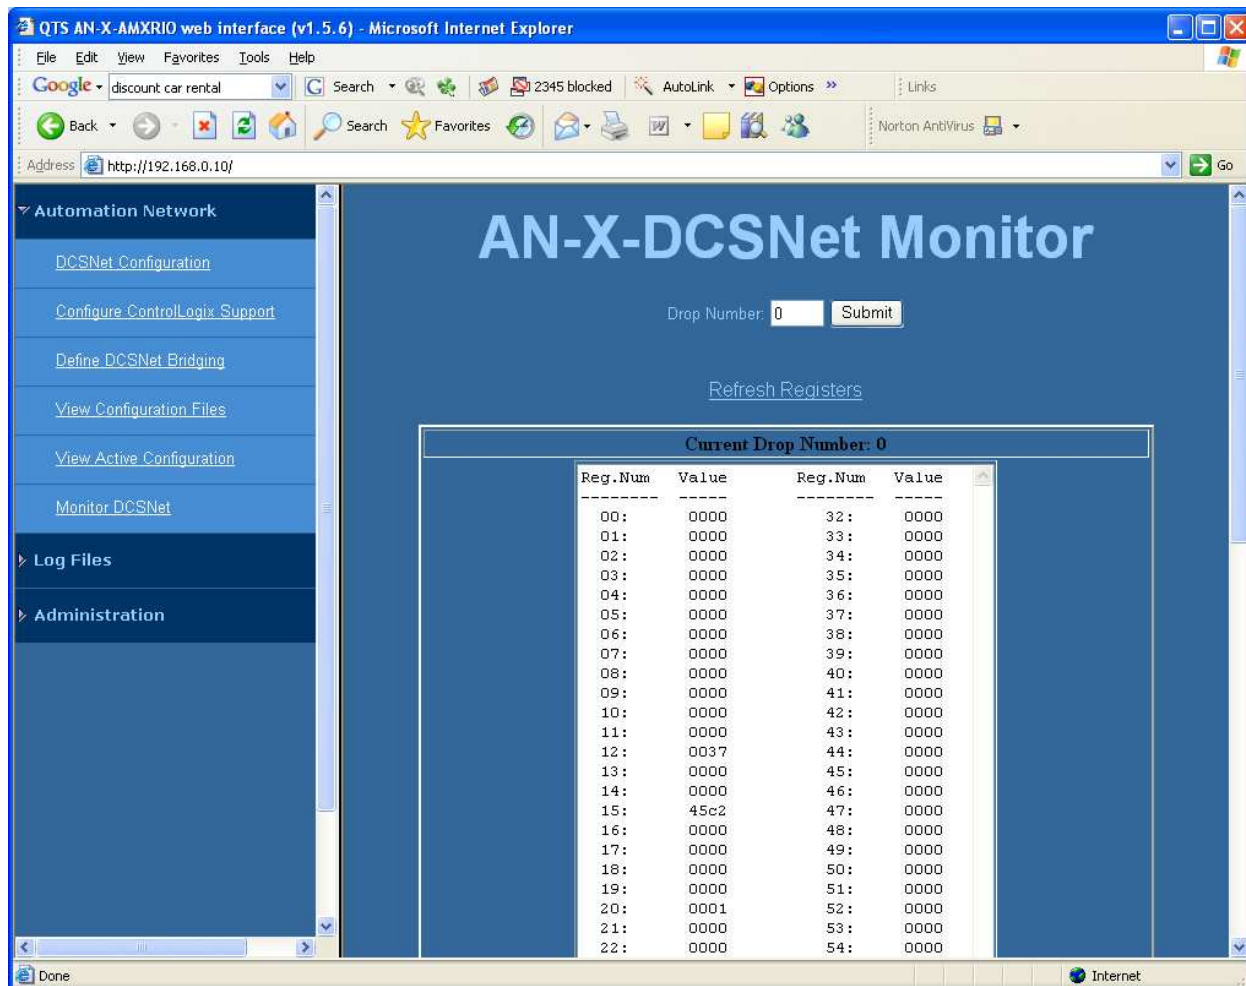 QTS AN-X-AMXRIO web interface (v1.5.6) - Microsoft Internet Explorer
File Edit View Favorites Tools Help
Google discount car rental G Search 2345 blocked AutoLink Options » Links
Back Search Favorites W Norton AntiVirus
Address http://192.168.0.10/ Go
Automation Network
DCSNet Configuration
Configure ControlLogix Support
Define DCSNet Bridging
View Configuration Files
View Active Configuration
Monitor DCSNet
Log Files
Administration
AN-X-DCSNet Monitor
Drop Number: 0 Submit
Refresh Registers
Current Drop Number: 0
Reg.Num Value Reg.Num Value
-------- ----- -------- -----
00: 0000 32: 0000
01: 0000 33: 0000
02: 0000 34: 0000
03: 0000 35: 0000
04: 0000 36: 0000
05: 0000 37: 0000
06: 0000 38: 0000
07: 0000 39: 0000
08: 0000 40: 0000
09: 0000 41: 0000
10: 0000 42: 0000
11: 0000 43: 0000
12: 0037 44: 0000
13: 0000 45: 0000
14: 0000 46: 0000
15: 45c2 47: 0000
16: 0000 48: 0000
17: 0000 49: 0000
18: 0000 50: 0000
19: 0000 51: 0000
20: 0001 52: 0000
21: 0000 53: 0000
22: 0000 54: 0000
Done Internet